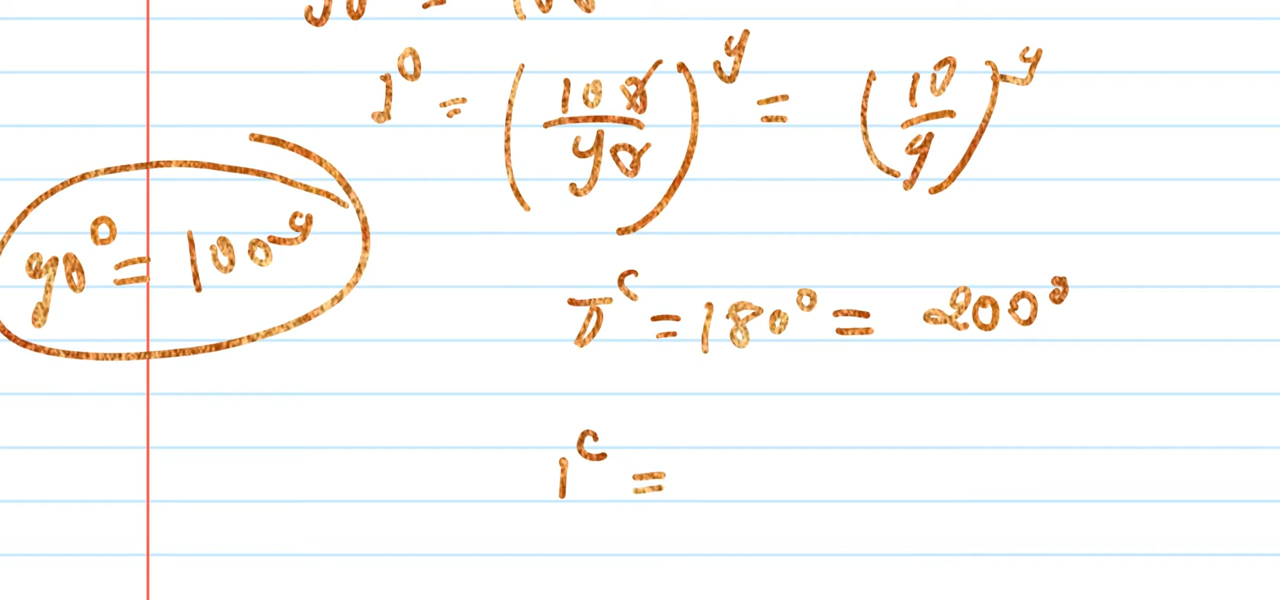 1° = (100/90)^g = (10/9)^g
90° = 100^g
π^c = 180° = 200^g
1^c =